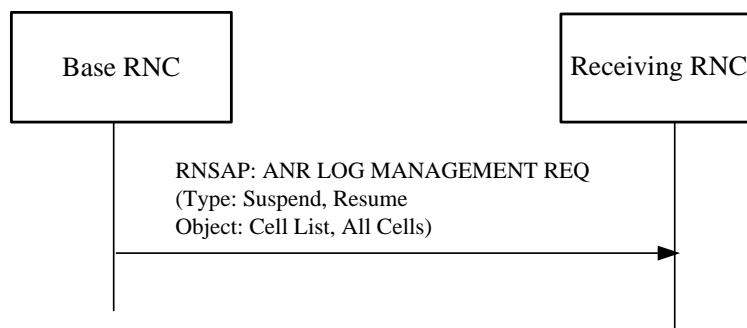 Base RNC
Receiving RNC
RNSAP: ANR LOG MANAGEMENT REQ
(Type: Suspend, Resume
Object: Cell List, All Cells)